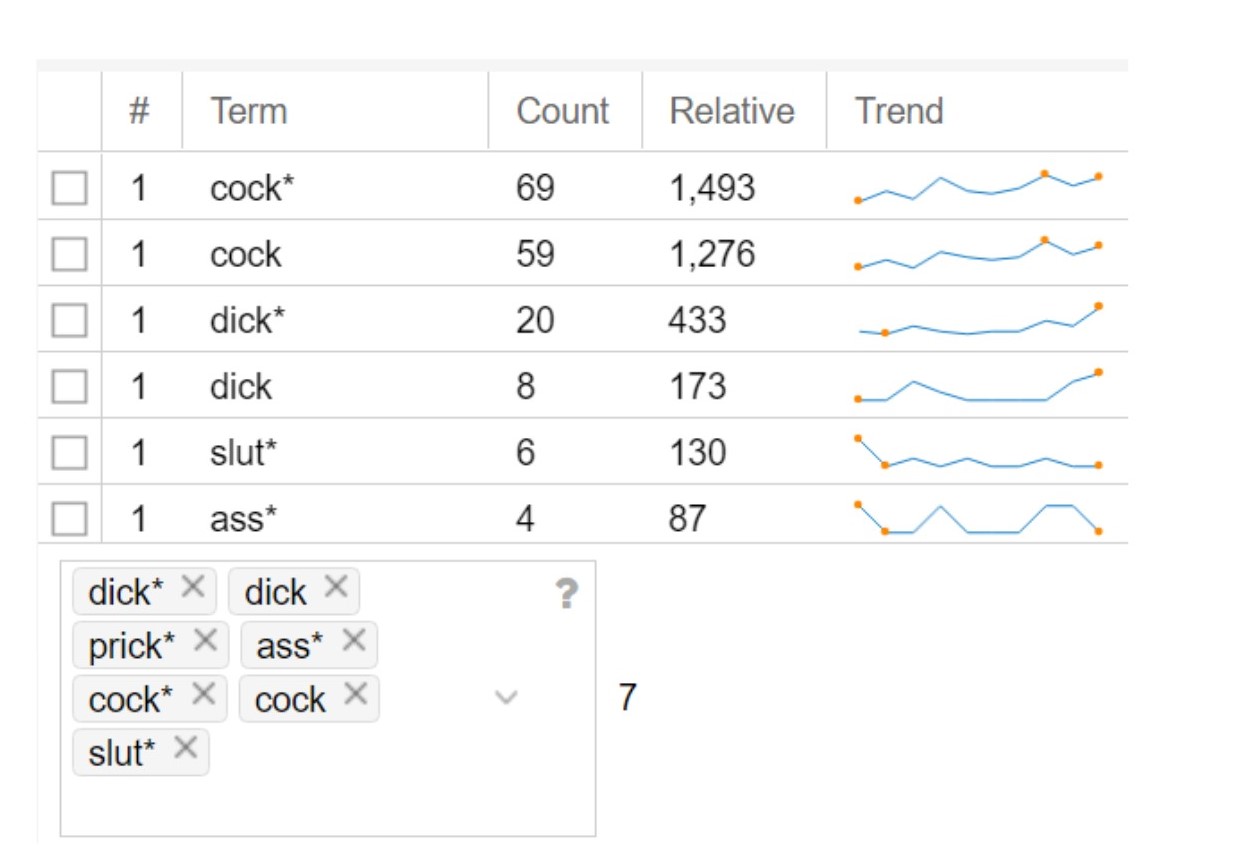 # Term Count Relative Trend
1 cock* 69 1,493
1 cock 59 1,276
1 dick* 20 433
1 dick 8 173
1 slut* 6 130
1 ass* 4 87
dick* × dick × ?
prick* × ass* ×
cock* × cock × 7
slut* ×